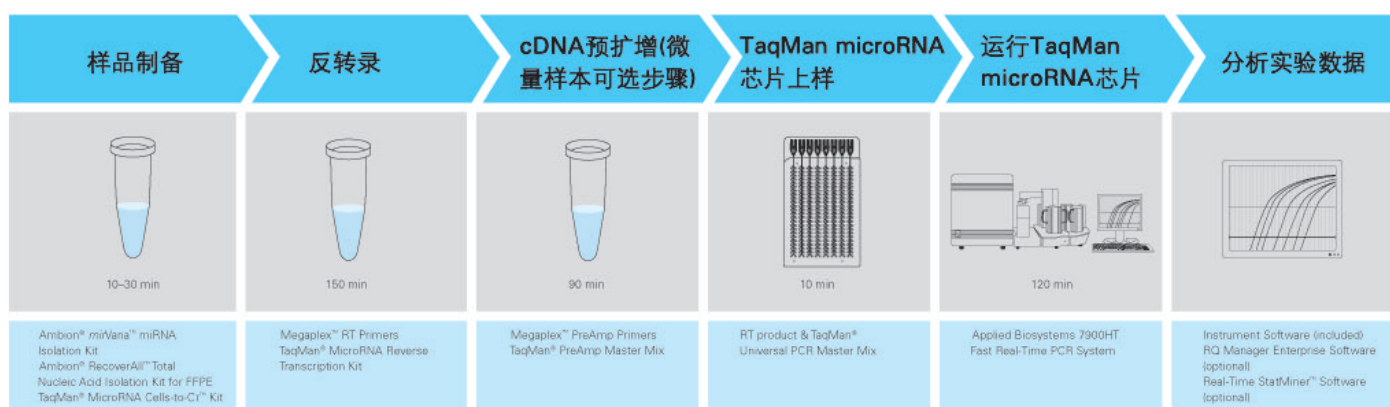 样品制备
反转录
cDNA预扩增(微
量样本可选步骤)
TaqMan microRNA
芯片上样
运行TaqMan
microRNA芯片
分析实验数据
10–30 min
150 min
90 min
10 min
120 min
Ambion® mirVana™ miRNA
Isolation Kit
Ambion® RecoverAll™ Total
Nucleic Acid Isolation Kit for FFPE
TaqMan® MicroRNA Cells-to-CT™ Kit
Megaplex™ RT Primers
TaqMan® MicroRNA Reverse
Transcription Kit
Megaplex™ PreAmp Primers
TaqMan® PreAmp Master Mix
RT product & TaqMan®
Universal PCR Master Mix
Applied Biosystems 7900HT
Fast Real-Time PCR System
Instrument Software (included)
RQ Manager Enterprise Software
(optional)
Real-Time StatMiner™ Software
(optional)